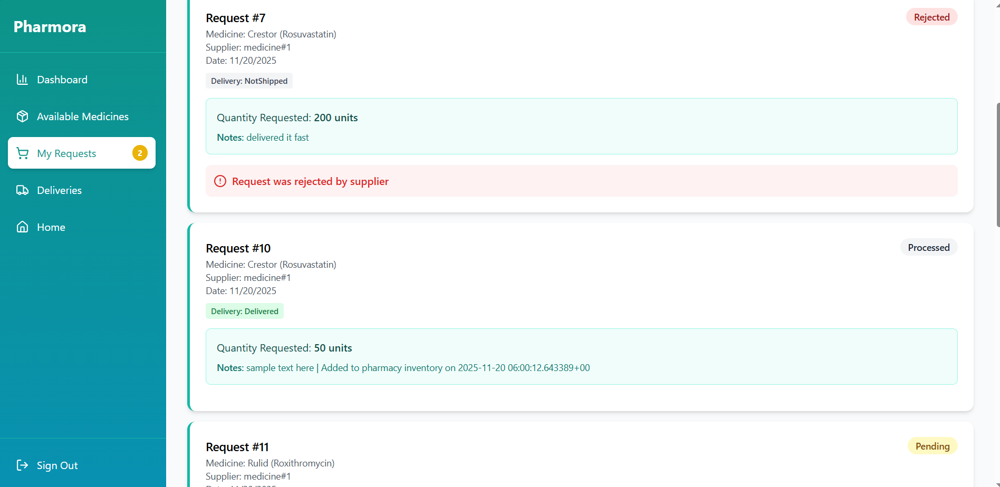 Pharmora
Dashboard
Available Medicines
My Requests 2
Deliveries
Home
Sign Out
Request #7
Rejected
Medicine: Crestor (Rosuvastatin)
Supplier: medicine#1
Date: 11/20/2025
Delivery: NotShipped
Quantity Requested: 200 units
Notes: delivered it fast
Request was rejected by supplier
Request #10
Processed
Medicine: Crestor (Rosuvastatin)
Supplier: medicine#1
Date: 11/20/2025
Delivery: Delivered
Quantity Requested: 50 units
Notes: sample text here | Added to pharmacy inventory on 2025-11-20 06:00:12.643389+00
Request #11
Pending
Medicine: Rulid (Roxithromycin)
Supplier: medicine#1